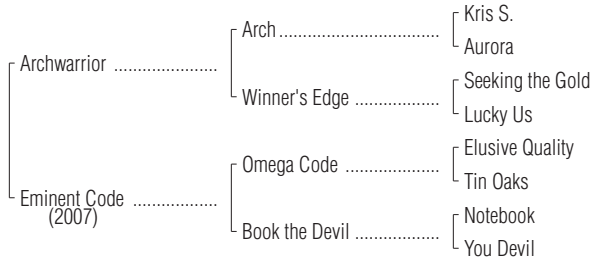 Kris S.
Arch ........................................
Aurora
Archwarrior .....................
Seeking the Gold
Winner's Edge .....................
Lucky Us
Elusive Quality
Omega Code .......................
Tin Oaks
Eminent Code .................
(2007)
Notebook
Book the Devil .....................
You Devil